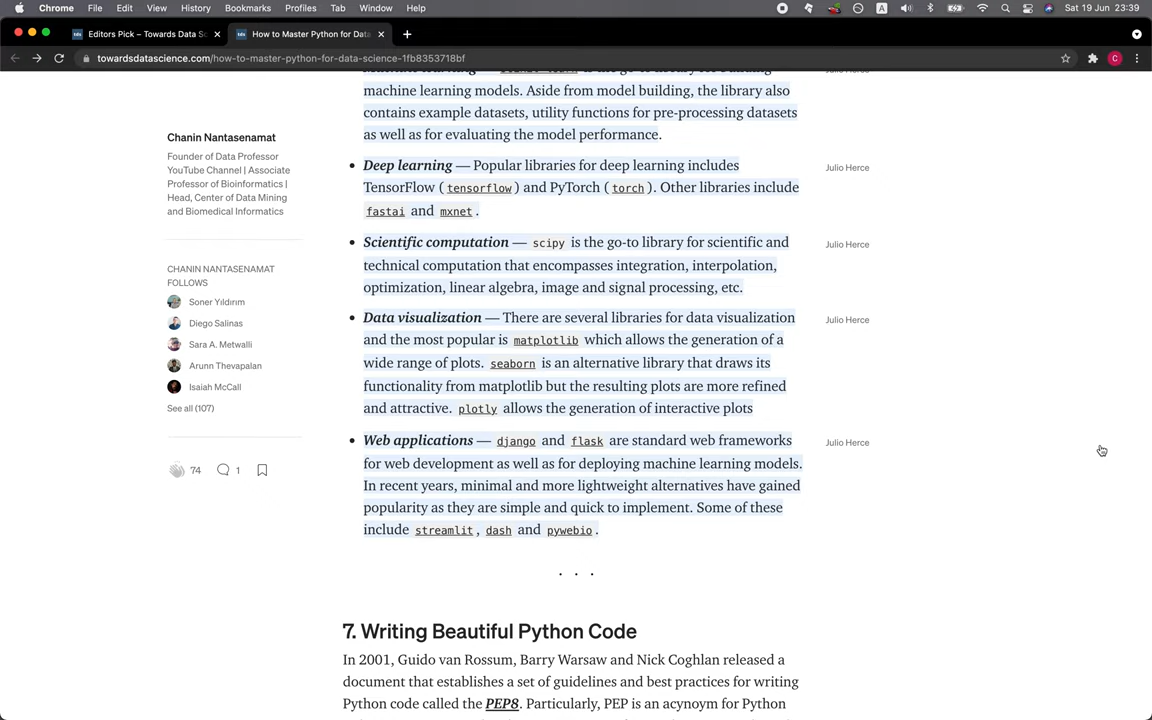 Chrome File Edit View History Bookmarks Profiles Tab Window Help A Sat 19 Jun 23:39
Editors Pick – Towards Data Sc × How to Master Python for Data × +
towardsdatascience.com/how-to-master-python-for-data-science-1fb8353718bf C
Julio Herce
machine learning models. Aside from model building, the library also
contains example datasets, utility functions for pre-processing datasets
as well as for evaluating the model performance.
Chanin Nantasenamat
Founder of Data Professor
YouTube Channel | Associate
Professor of Bioinformatics |
Head, Center of Data Mining
and Biomedical Informatics
CHANIN NANTASENAMAT
FOLLOWS
Soner Yıldırım
Diego Salinas
Sara A. Metwalli
Arunn Thevapalan
Isaiah McCall
See all (107)
74 1
• Deep learning — Popular libraries for deep learning includes
TensorFlow ( tensorflow ) and PyTorch ( torch ). Other libraries include
fastai and mxnet .
Julio Herce
• Scientific computation — scipy is the go-to library for scientific and
technical computation that encompasses integration, interpolation,
optimization, linear algebra, image and signal processing, etc.
Julio Herce
• Data visualization — There are several libraries for data visualization
and the most popular is matplotlib which allows the generation of a
wide range of plots. seaborn is an alternative library that draws its
functionality from matplotlib but the resulting plots are more refined
and attractive. plotly allows the generation of interactive plots
Julio Herce
• Web applications — django and flask are standard web frameworks
for web development as well as for deploying machine learning models.
In recent years, minimal and more lightweight alternatives have gained
popularity as they are simple and quick to implement. Some of these
include streamlit , dash and pywebio .
Julio Herce
. . .
7. Writing Beautiful Python Code
In 2001, Guido van Rossum, Barry Warsaw and Nick Coghlan released a
document that establishes a set of guidelines and best practices for writing
Python code called the PEP8. Particularly, PEP is an acynoym for Python